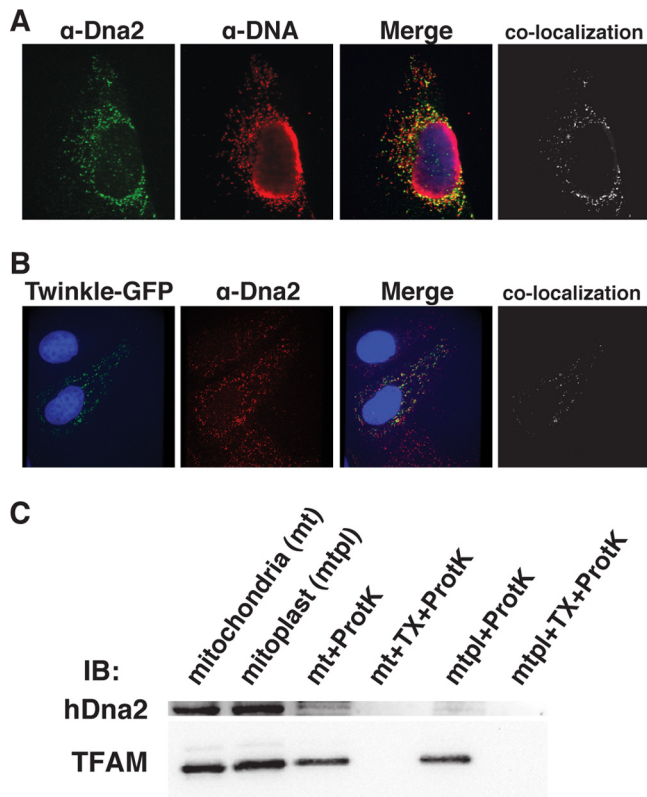 A
α-Dna2 α-DNA Merge co-localization
B
Twinkle-GFP α-Dna2 Merge co-localization
C
mitochondria (mt)
mitoplast (mtpl)
mt+ProtK
mt+TX+ProtK
mtpl+ProtK
mtpl+TX+ProtK
IB:
hDna2
TFAM